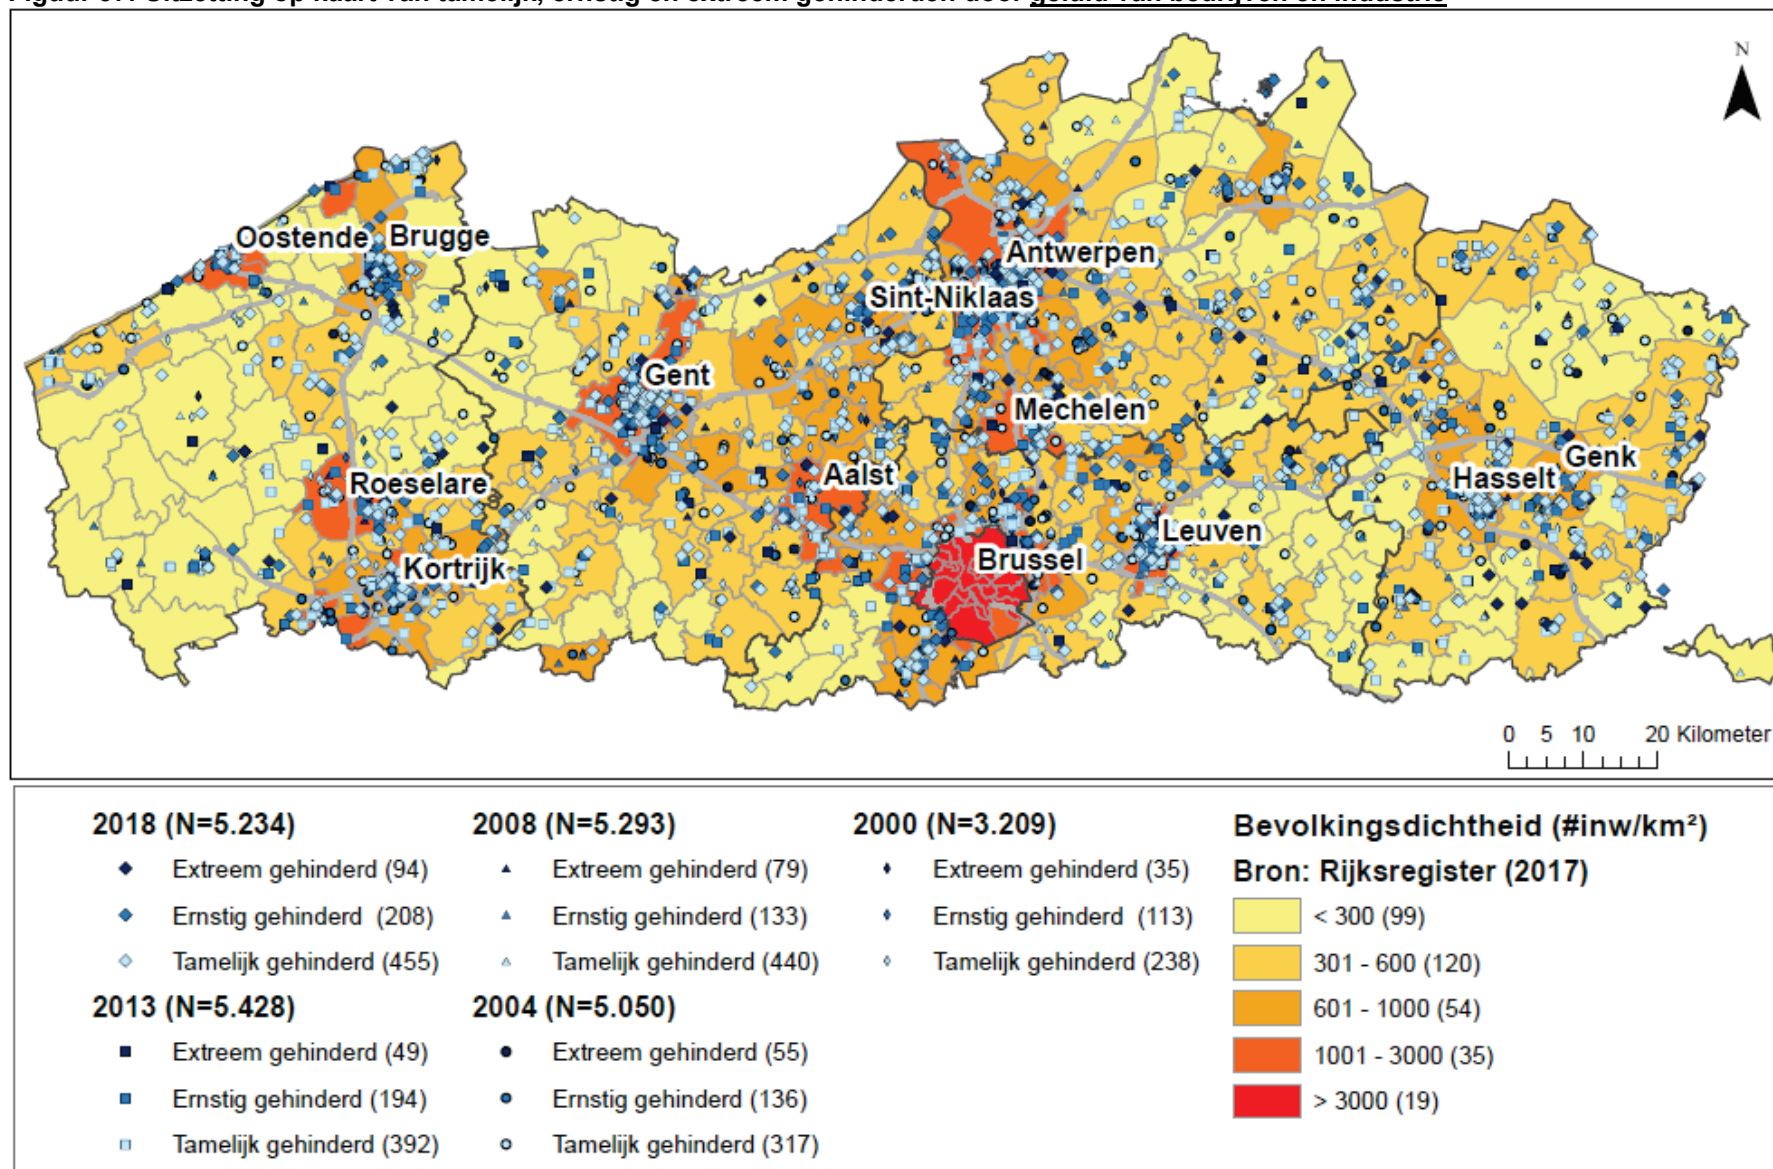 geluid van bedrijven en industrie
N
Oostende
Brugge
Antwerpen
Sint-Niklaas
Gent
Mechelen
Aalst
Roeselare
Genk
Hasselt
Leuven
Brussel
Kortrijk
0 5 10 20 Kilometer
2018 (N=5.234)
Extreem gehinderd (94)
Ernstig gehinderd (208)
Tamelijk gehinderd (455)
2013 (N=5.428)
Extreem gehinderd (49)
Ernstig gehinderd (194)
Tamelijk gehinderd (392)
2008 (N=5.293)
Extreem gehinderd (79)
Ernstig gehinderd (133)
Tamelijk gehinderd (440)
2004 (N=5.050)
Extreem gehinderd (55)
Ernstig gehinderd (136)
Tamelijk gehinderd (317)
2000 (N=3.209)
Extreem gehinderd (35)
Ernstig gehinderd (113)
Tamelijk gehinderd (238)
Bevolkingsdichtheid (#inw/km²)
Bron: Rijksregister (2017)
< 300 (99)
301 - 600 (120)
601 - 1000 (54)
1001 - 3000 (35)
> 3000 (19)